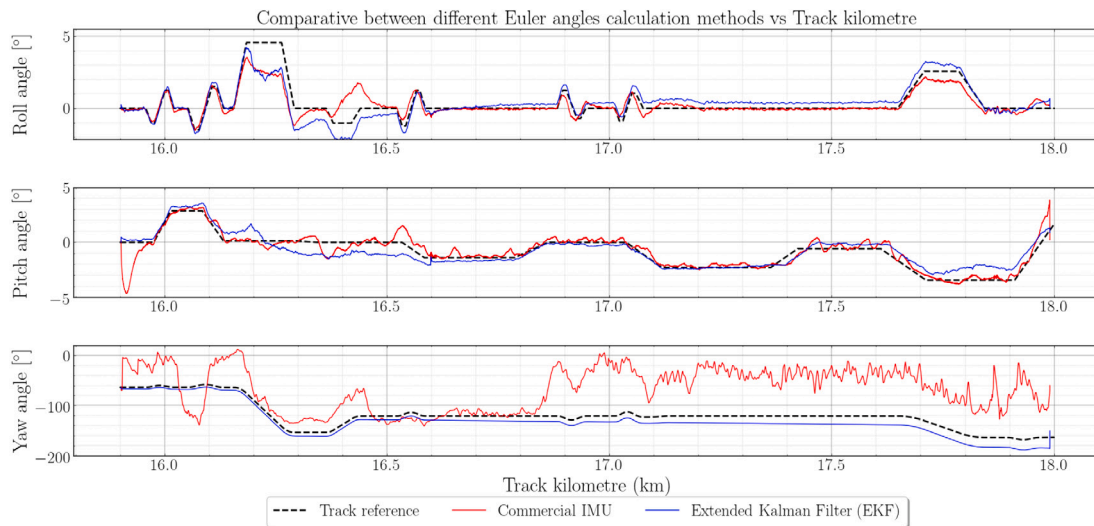 Comparative between different Euler angles calculation methods vs Track kilometre
Roll angle [°]
5
0
16.0 16.5 17.0 17.5 18.0
Pitch angle [°]
5
0
−5
16.0 16.5 17.0 17.5 18.0
Yaw angle [°]
0
−100
−200
16.0 16.5 17.0 17.5 18.0
Track kilometre (km)
Track reference Commercial IMU Extended Kalman Filter (EKF)